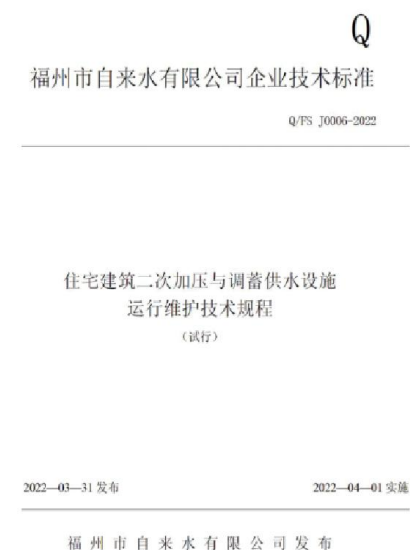 Q
福州市自来水有限公司企业技术标准
Q/FS J0006-2022
住宅建筑二次加压与调蓄供水设施
运行维护技术规程
（试行）
2022—03—31 发布 2022—04—01 实施
福州市自来水有限公司发布